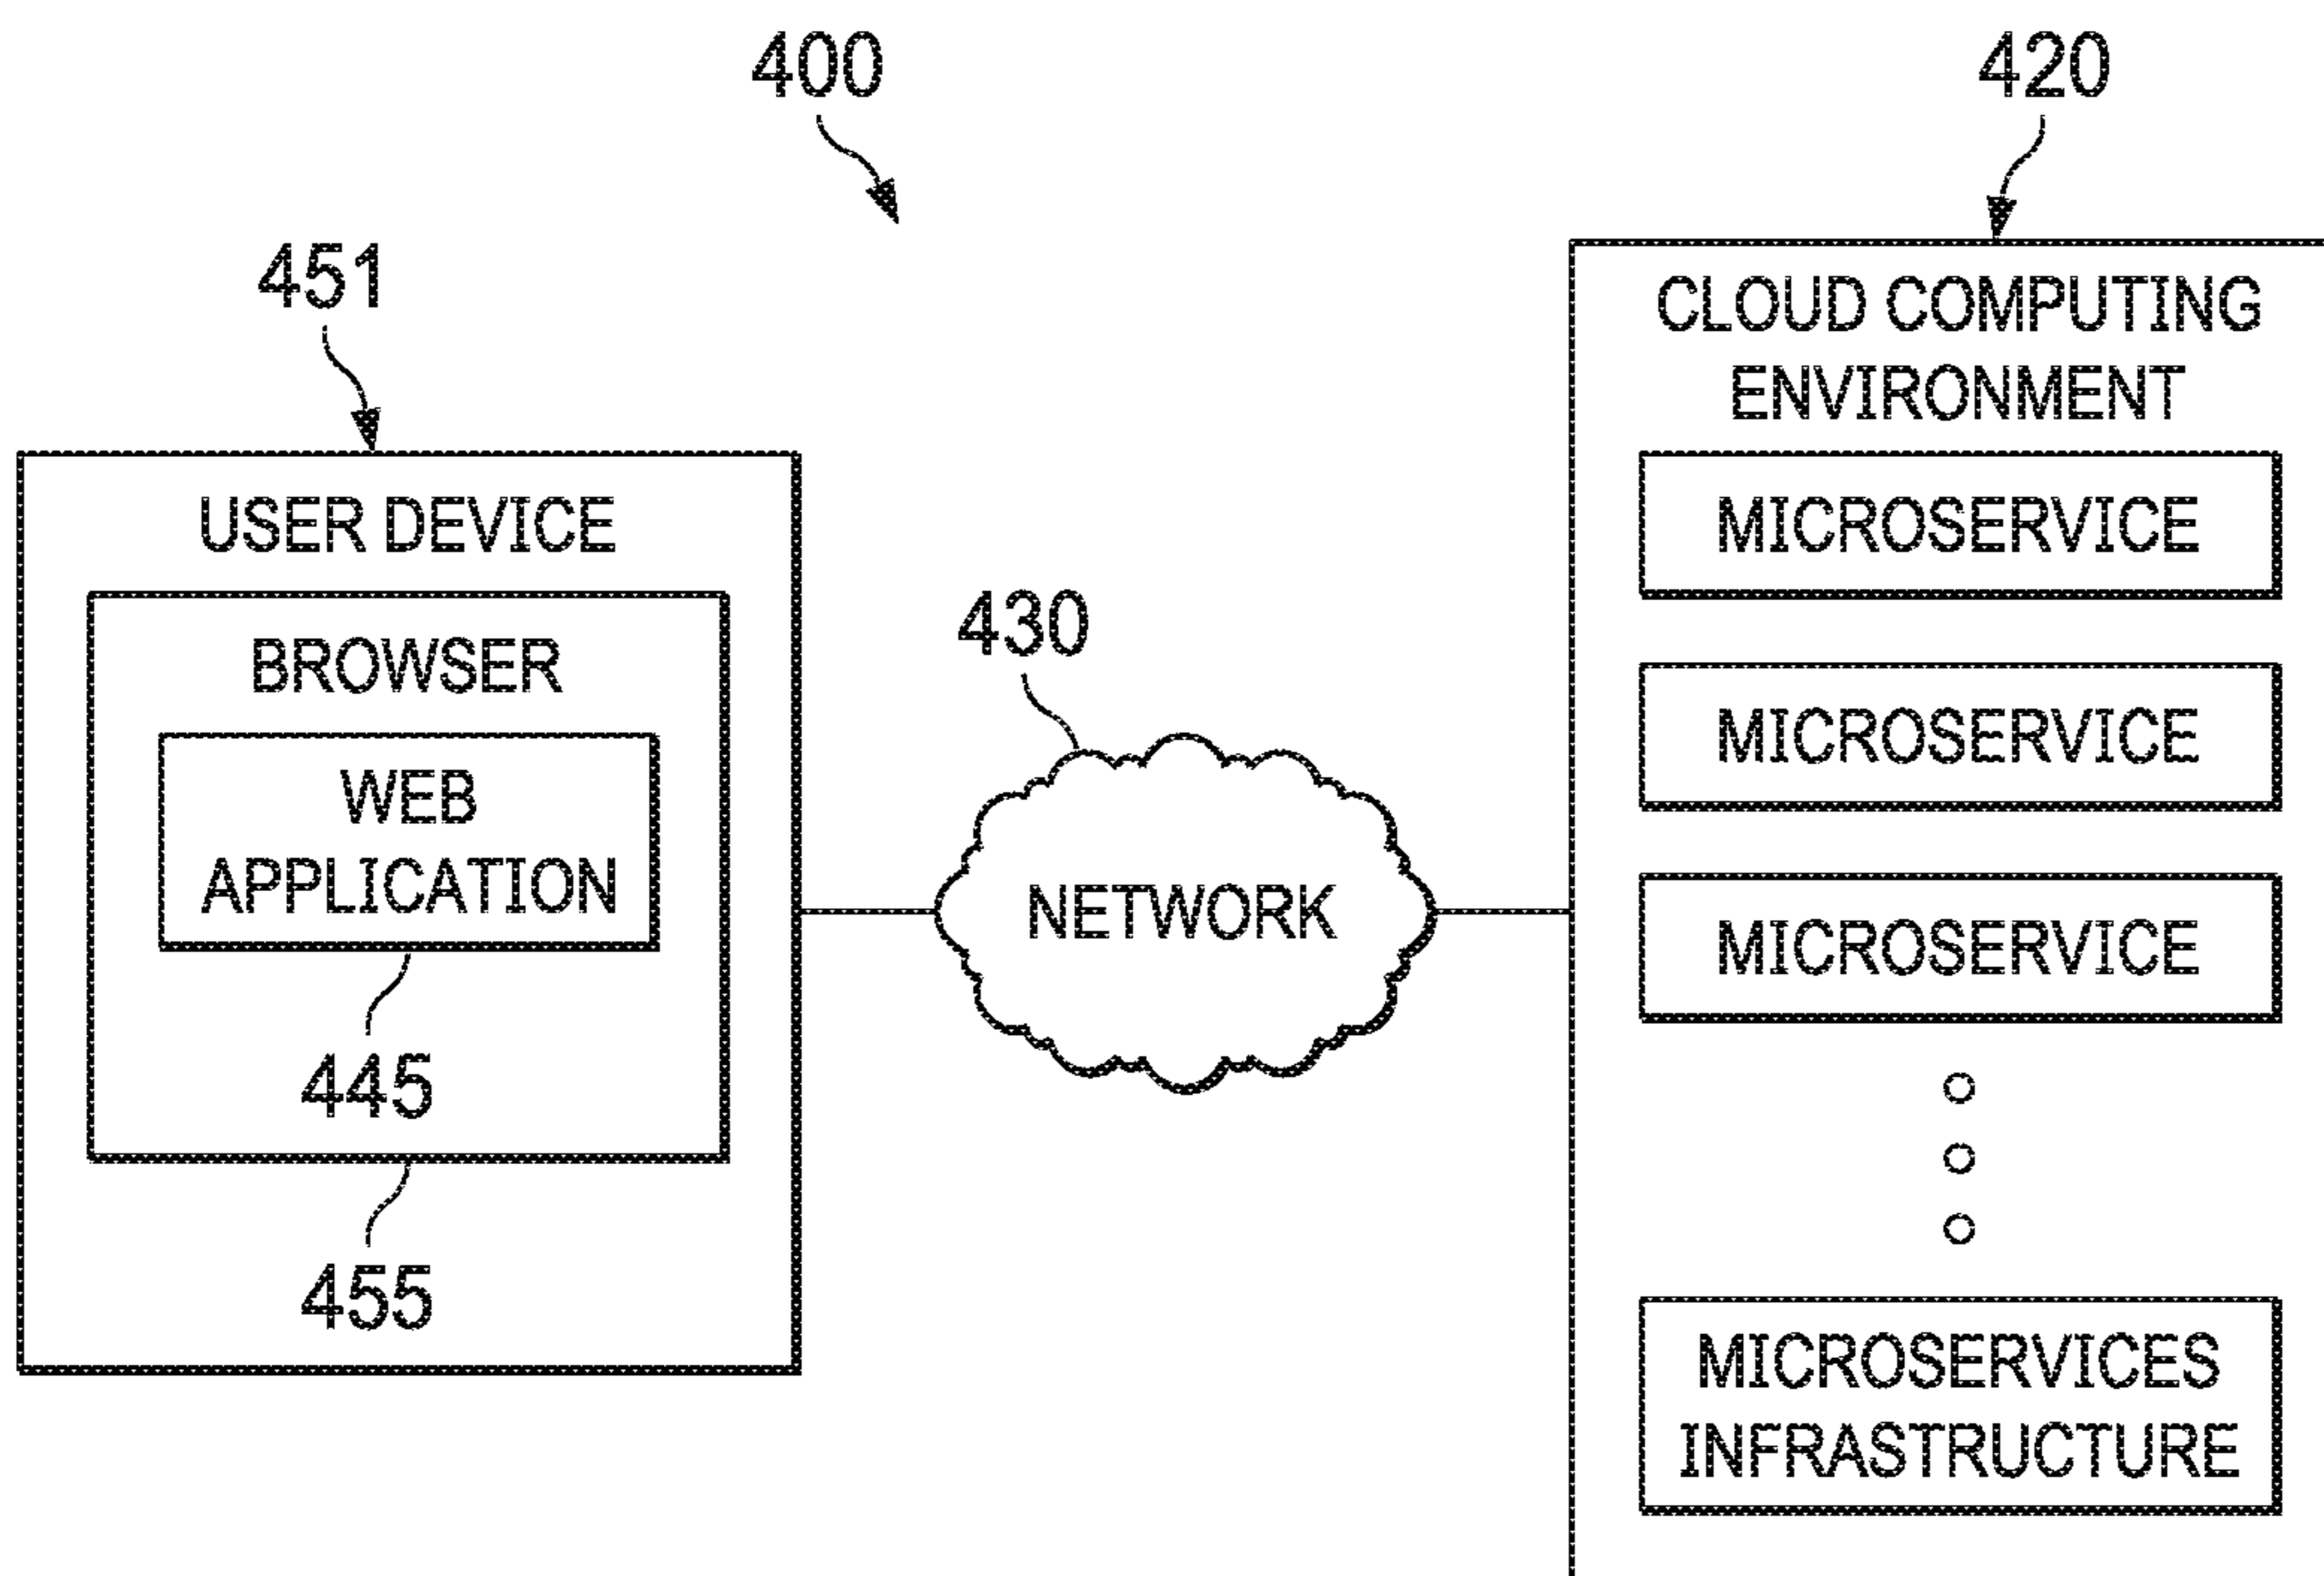 400
420
451
CLOUD COMPUTING
ENVIRONMENT
USER DEVICE
MICROSERVICE
430
BROWSER
MICROSERVICE
WEB
APPLICATION
NETWORK
MICROSERVICE
445
455
MICROSERVICES
INFRASTRUCTURE